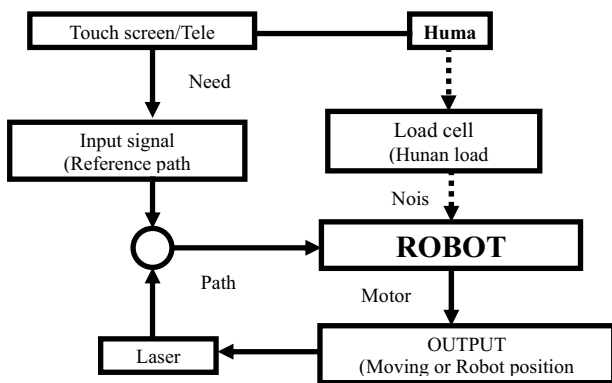 Touch screen/Tele
Huma
Need
Input signal
(Reference path
Load cell
(Hunan load
Nois
ROBOT
Path
Motor
Laser
OUTPUT
(Moving or Robot position